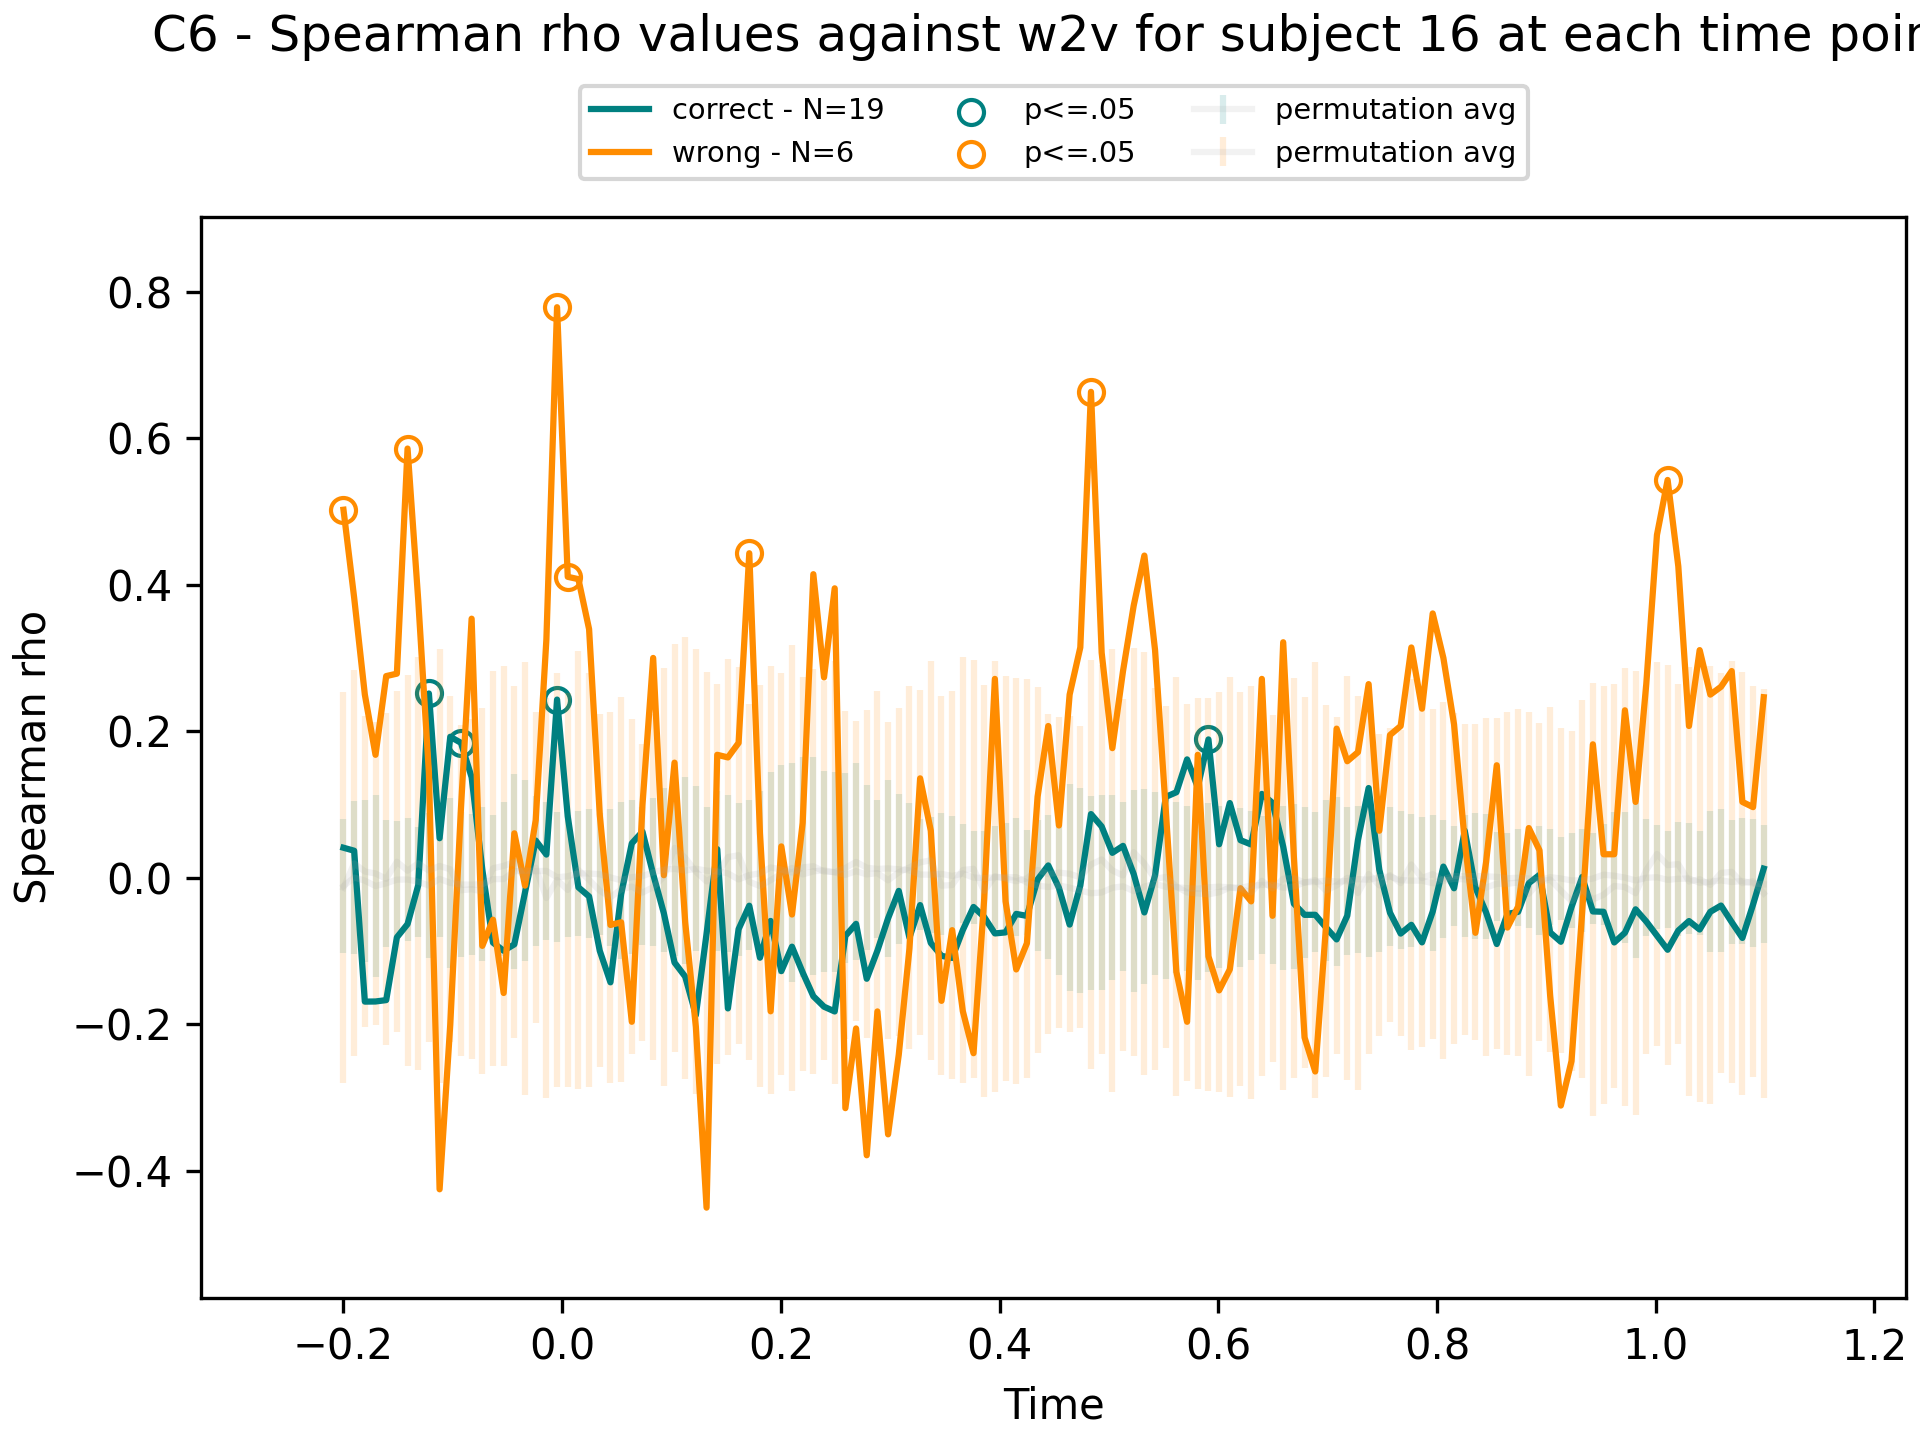 C6 - Spearman rho values against w2v for subject 16 at each time poi
correct - N=19
wrong - N=6
p<=.05
p<=.05
permutation avg
permutation avg
Spearman rho
0.8
0.6
0.4
0.2
0.0
−0.2
−0.4
−0.2 0.0 0.2 0.4 0.6 0.8 1.0 1.2
Time